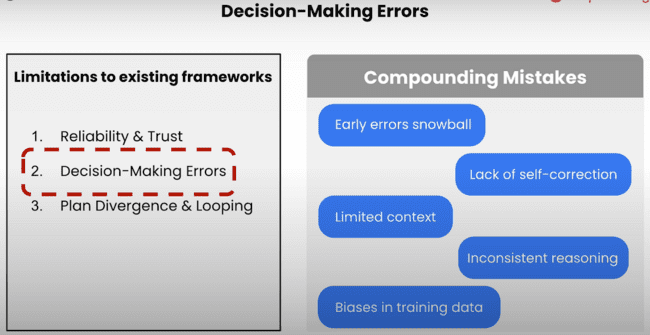 Decision-Making Errors
Limitations to existing frameworks
1. Reliability & Trust
2. Decision-Making Errors
3. Plan Divergence & Looping
Compounding Mistakes
Early errors snowball
Lack of self-correction
Limited context
Inconsistent reasoning
Biases in training data